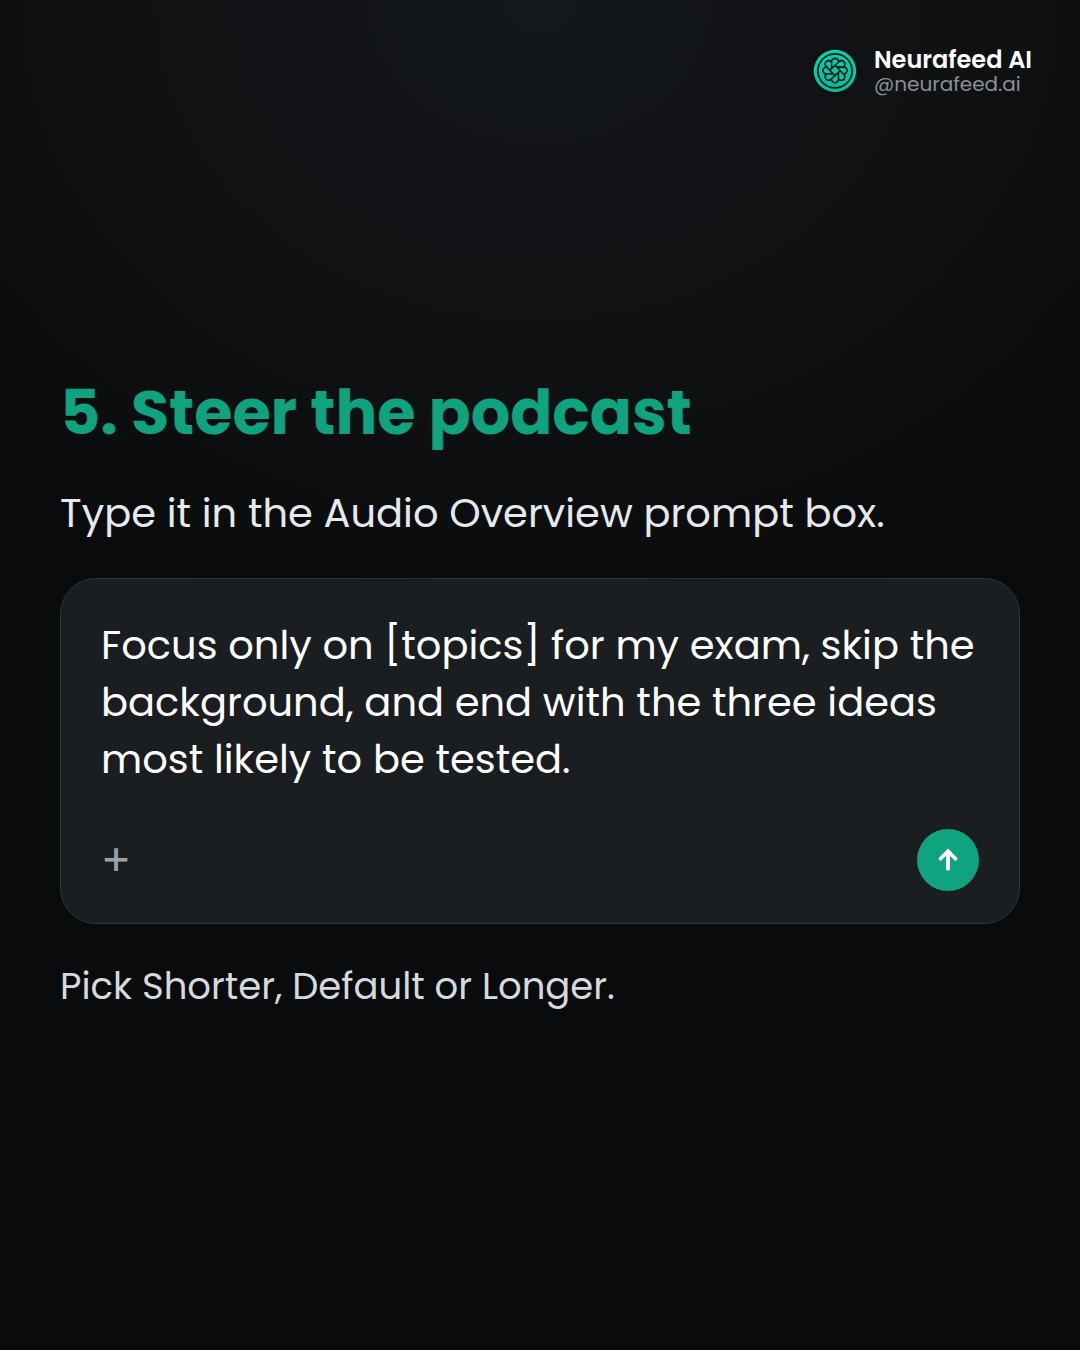 Neurafeed AI
@neurafeed.ai
5. Steer the podcast
Type it in the Audio Overview prompt box.
Focus only on [topics] for my exam, skip the
background, and end with the three ideas
most likely to be tested.
+
Pick Shorter, Default or Longer.